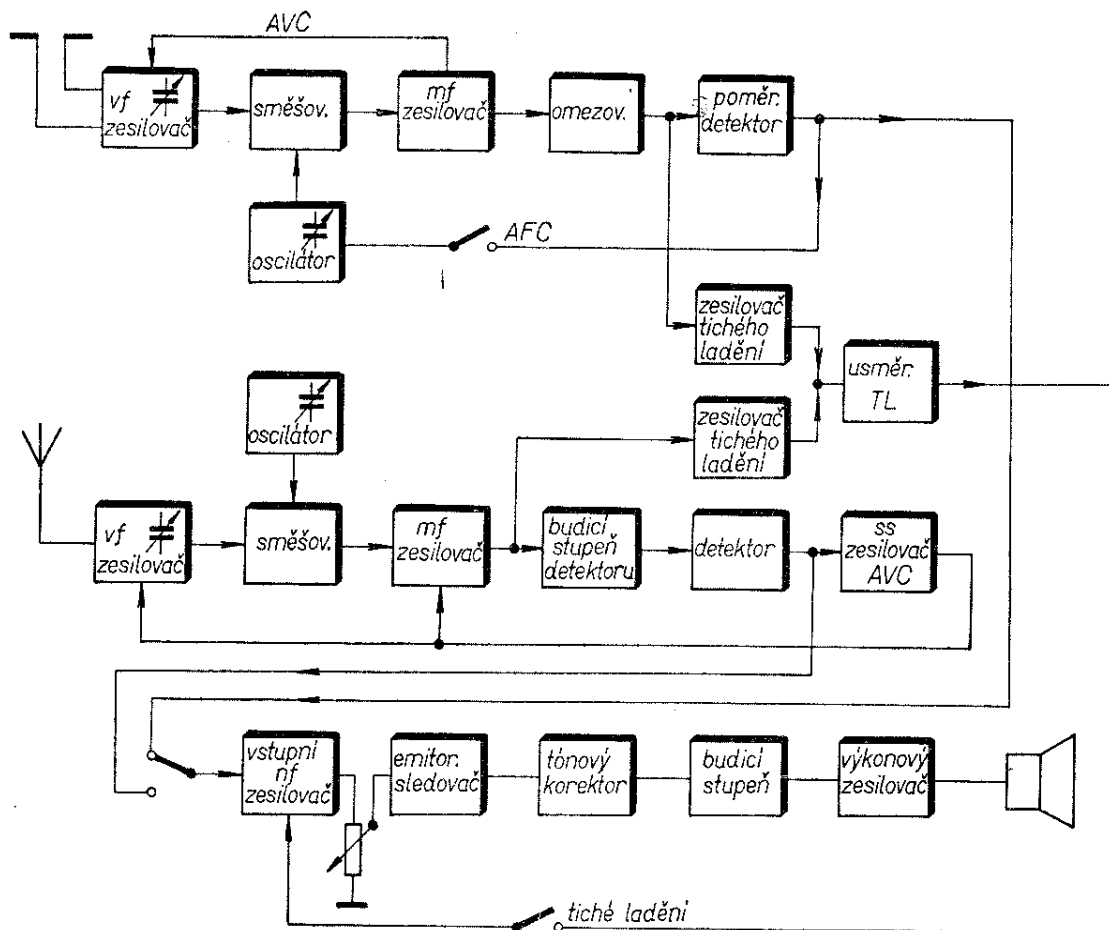 AVC
vf
zesilovač
směšov.
mf
zesilovač
omezov.
poměr.
detektor
oscilátor
AFC
zesilovač
tichého
ladění
usměr.
TL
oscilátor
zesilovač
tichého
ladění
vf
zesilovač
směšov.
mf
zesilovač
budicí
stupeň
detektoru
detektor
ss
zesilovač
AVC
vstupní
nf
zesilovač
emitor.
sledovač
tónový
korektor
budicí
stupeň
výkonový
zesilovač
tiché ladění